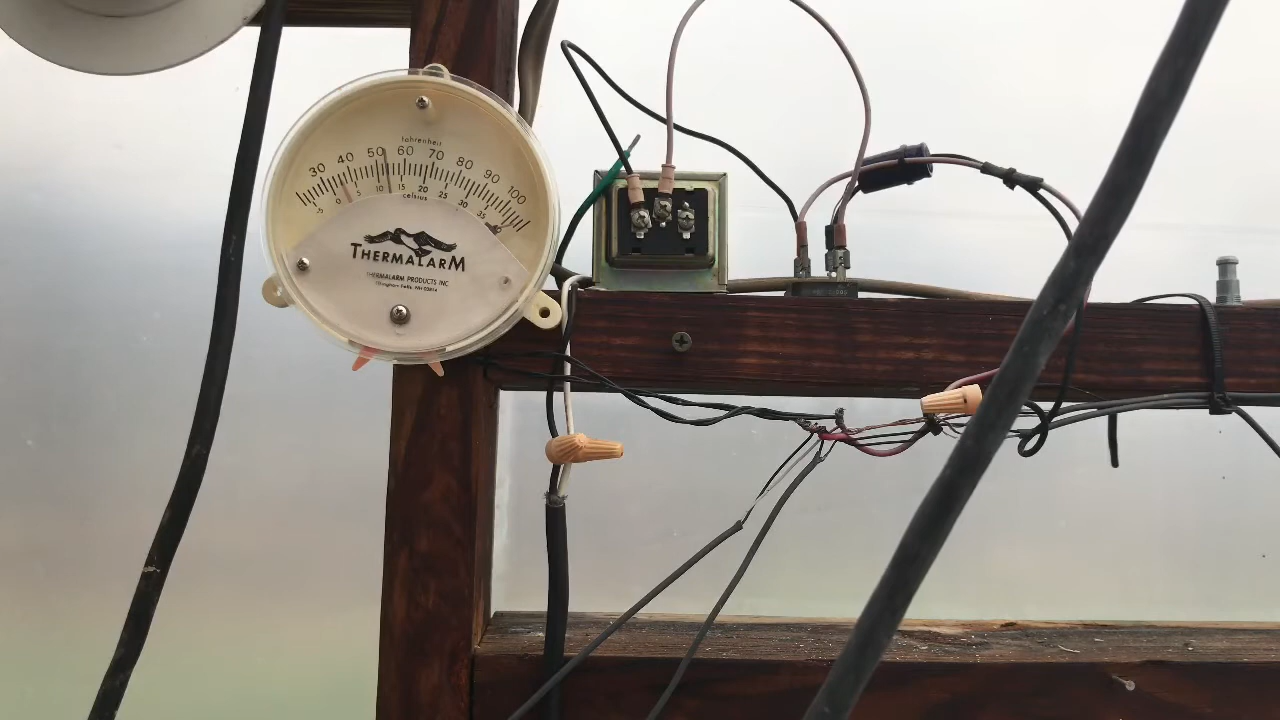 fahrenheit
30 40 50 60 70 80 90 100
-5 0 5 10 15 20 25 30 35
celsius
THERMALARM
THERMALARM PRODUCTS INC